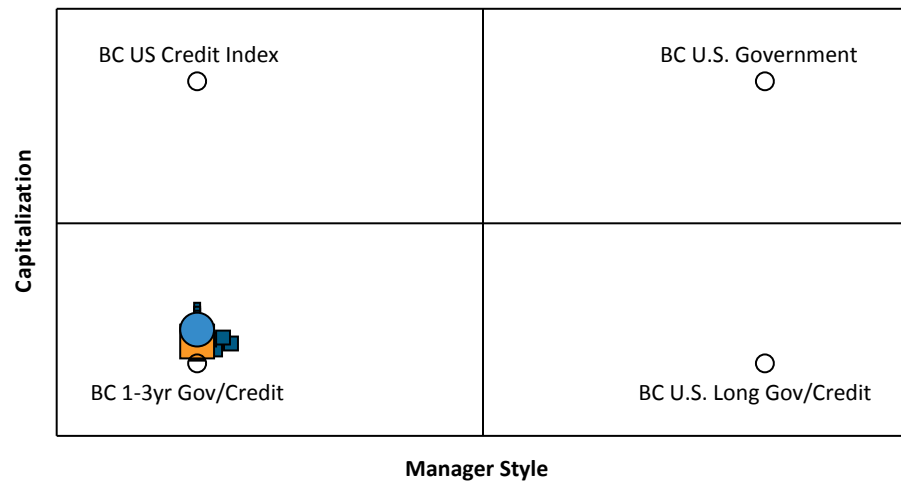 BC US Credit Index
BC U.S. Government
Capitalization
BC 1-3yr Gov/Credit
BC U.S. Long Gov/Credit
Manager Style